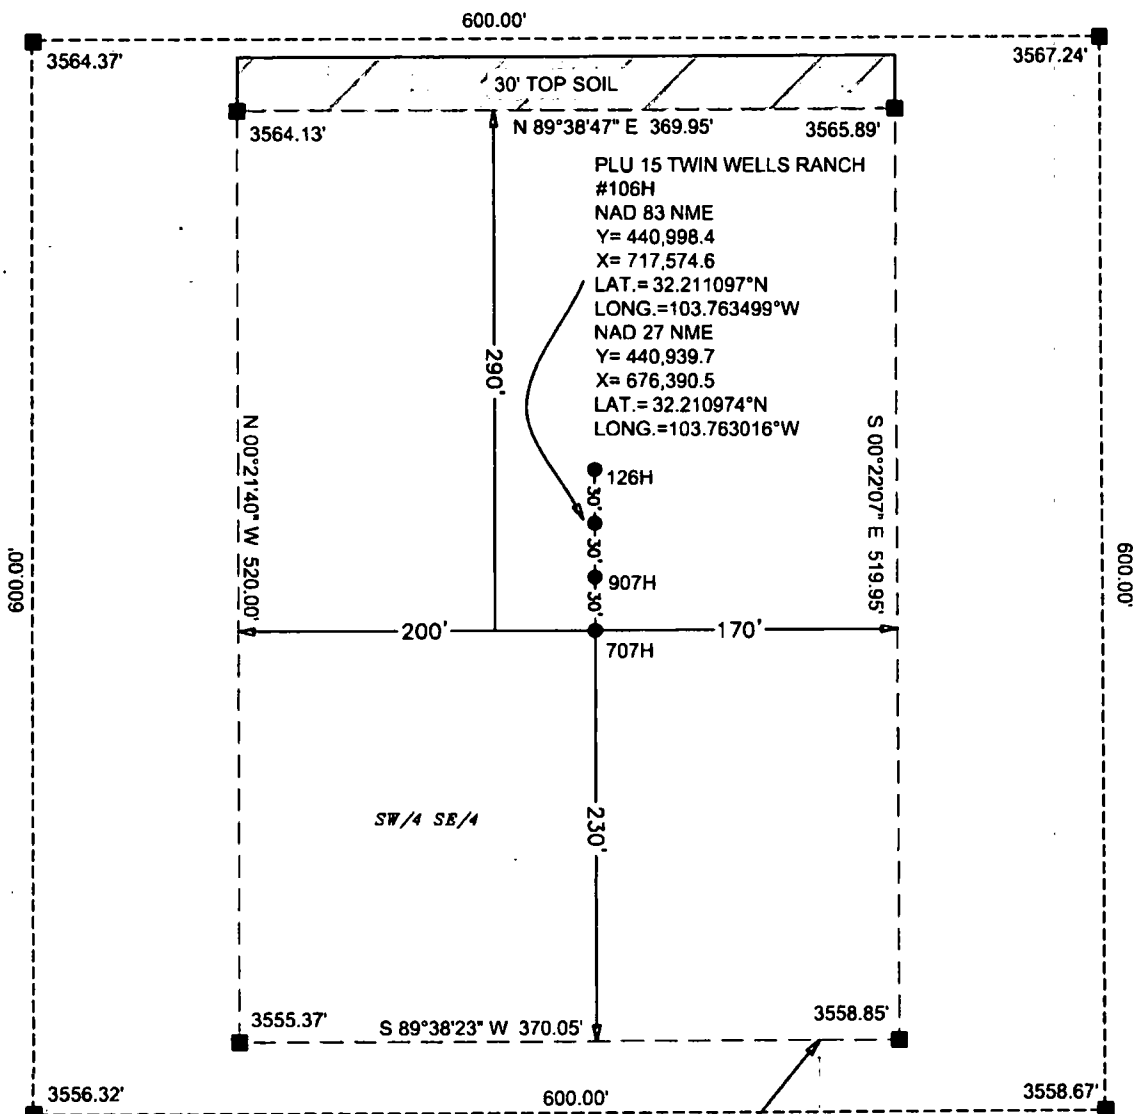 600.00'
3564.37'
3567.24'
30' TOP SOIL
3564.13'
N 89°38'47" E 369.95'
3565.89'
PLU 15 TWIN WELLS RANCH
#106H
NAD 83 NME
Y= 440,998.4
X= 717,574.6
LAT.= 32.211097°N
LONG.=103.763499°W
NAD 27 NME
Y= 440,939.7
X= 676,390.5
LAT.= 32.210974°N
LONG.=103.763016°W
290'
N 00°21'40" W 520.00'
S 00°22'07" E 519.95'
126H
30'
30'
907H
30'
600.00'
600.00'
200'
170'
707H
SW/4 SE/4
230'
3555.37'
S 89°38'23" W 370.05'
3558.85'
3556.32'
600.00'
3558.67'